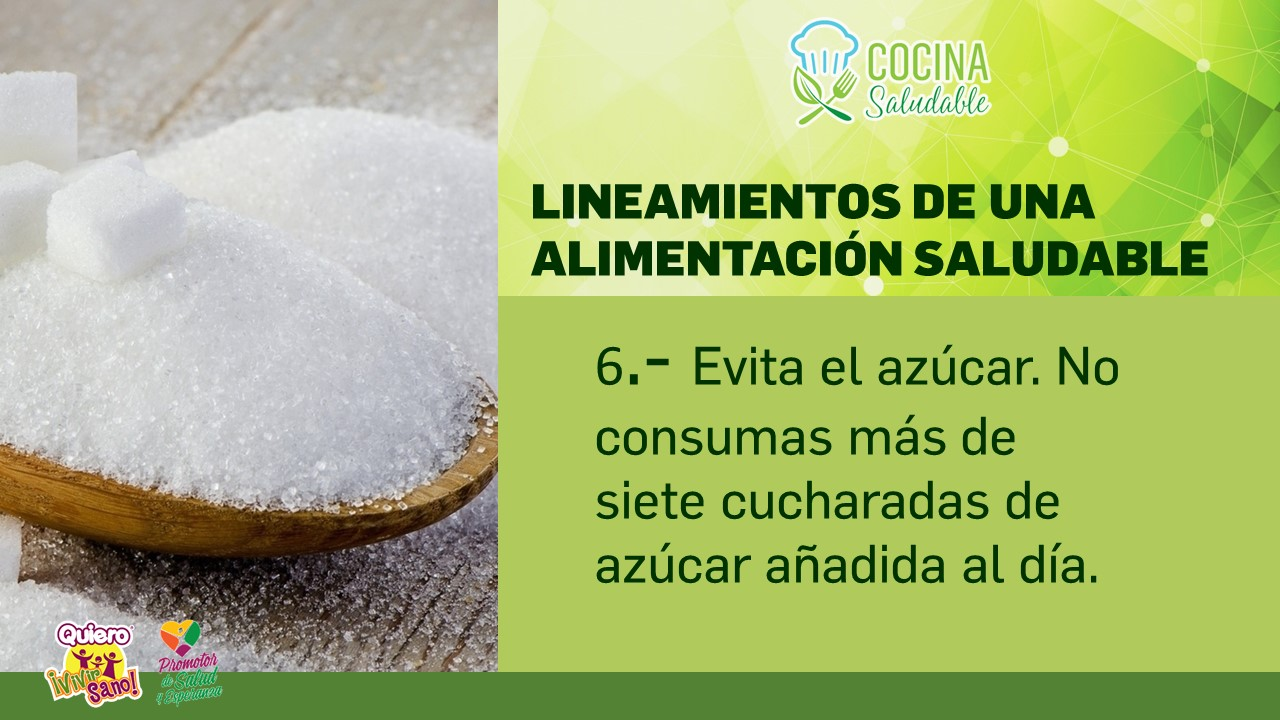 COCINA
Saludable
LINEAMIENTOS DE UNA
ALIMENTACIÓN SALUDABLE
6.- Evita el azúcar. No
consumas más de
siete cucharadas de
azúcar añadida al día.
Quiero
¡Vivir
Sano!
Promotor
de Salud
y Esperanza